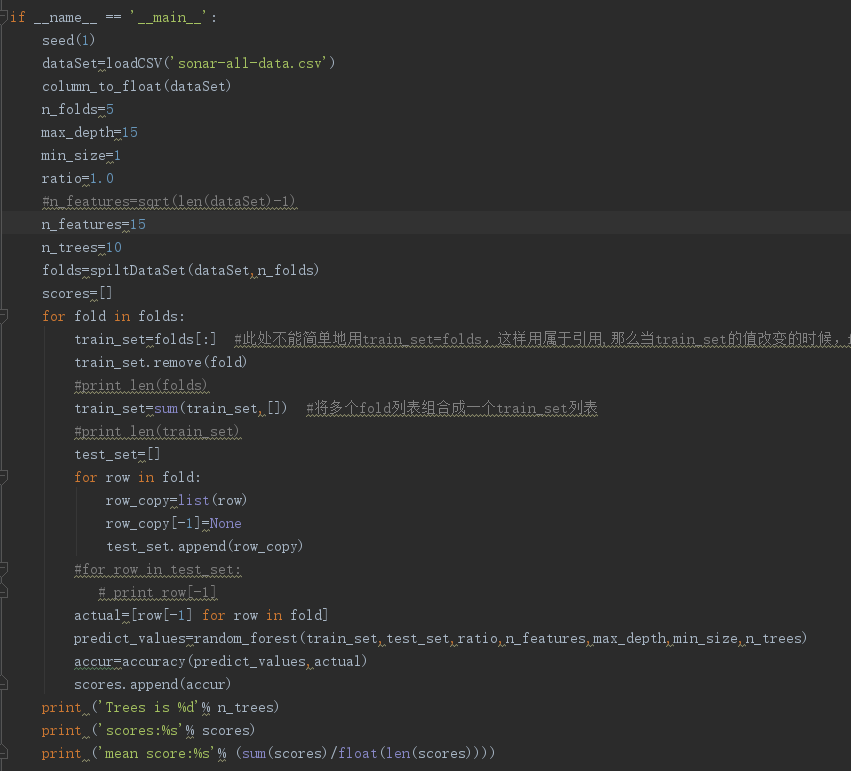 if __name__ == '__main__':
    seed(1)
    dataSet=loadCSV('sonar-all-data.csv')
    column_to_float(dataSet)
    n_folds=5
    max_depth=15
    min_size=1
    ratio=1.0
    #n_features=sqrt(len(dataSet)-1)
    n_features=15
    n_trees=10
    folds=spiltDataSet(dataSet,n_folds)
    scores=[]
    for fold in folds:
        train_set=folds[:]  #此处不能简单地用train_set=folds，这样用属于引用,那么当train_set的值改变的时候，
        train_set.remove(fold)
        #print len(folds)
        train_set=sum(train_set,[])  #将多个fold列表组合成一个train_set列表
        #print len(train_set)
        test_set=[]
        for row in fold:
            row_copy=list(row)
            row_copy[-1]=None
            test_set.append(row_copy)
        #for row in test_set:
           # print row[-1]
        actual=[row[-1] for row in fold]
        predict_values=random_forest(train_set,test_set,ratio,n_features,max_depth,min_size,n_trees)
        accur=accuracy(predict_values,actual)
        scores.append(accur)
    print ('Trees is %d'% n_trees)
    print ('scores:%s'% scores)
    print ('mean score:%s'% (sum(scores)/float(len(scores))))